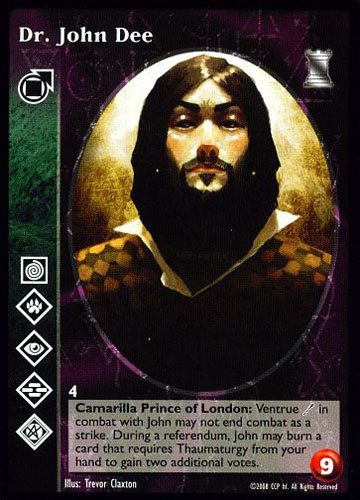 Dr. John Dee
4
Camarilla Prince of London: Ventrue in
combat with John may not end combat as a
strike. During a referendum, John may burn a
card that requires Thaumaturgy from your
hand to gain two additional votes.
9
Illus: Trevor Claxton
©2008 CCP hf. All Rights Reserved.